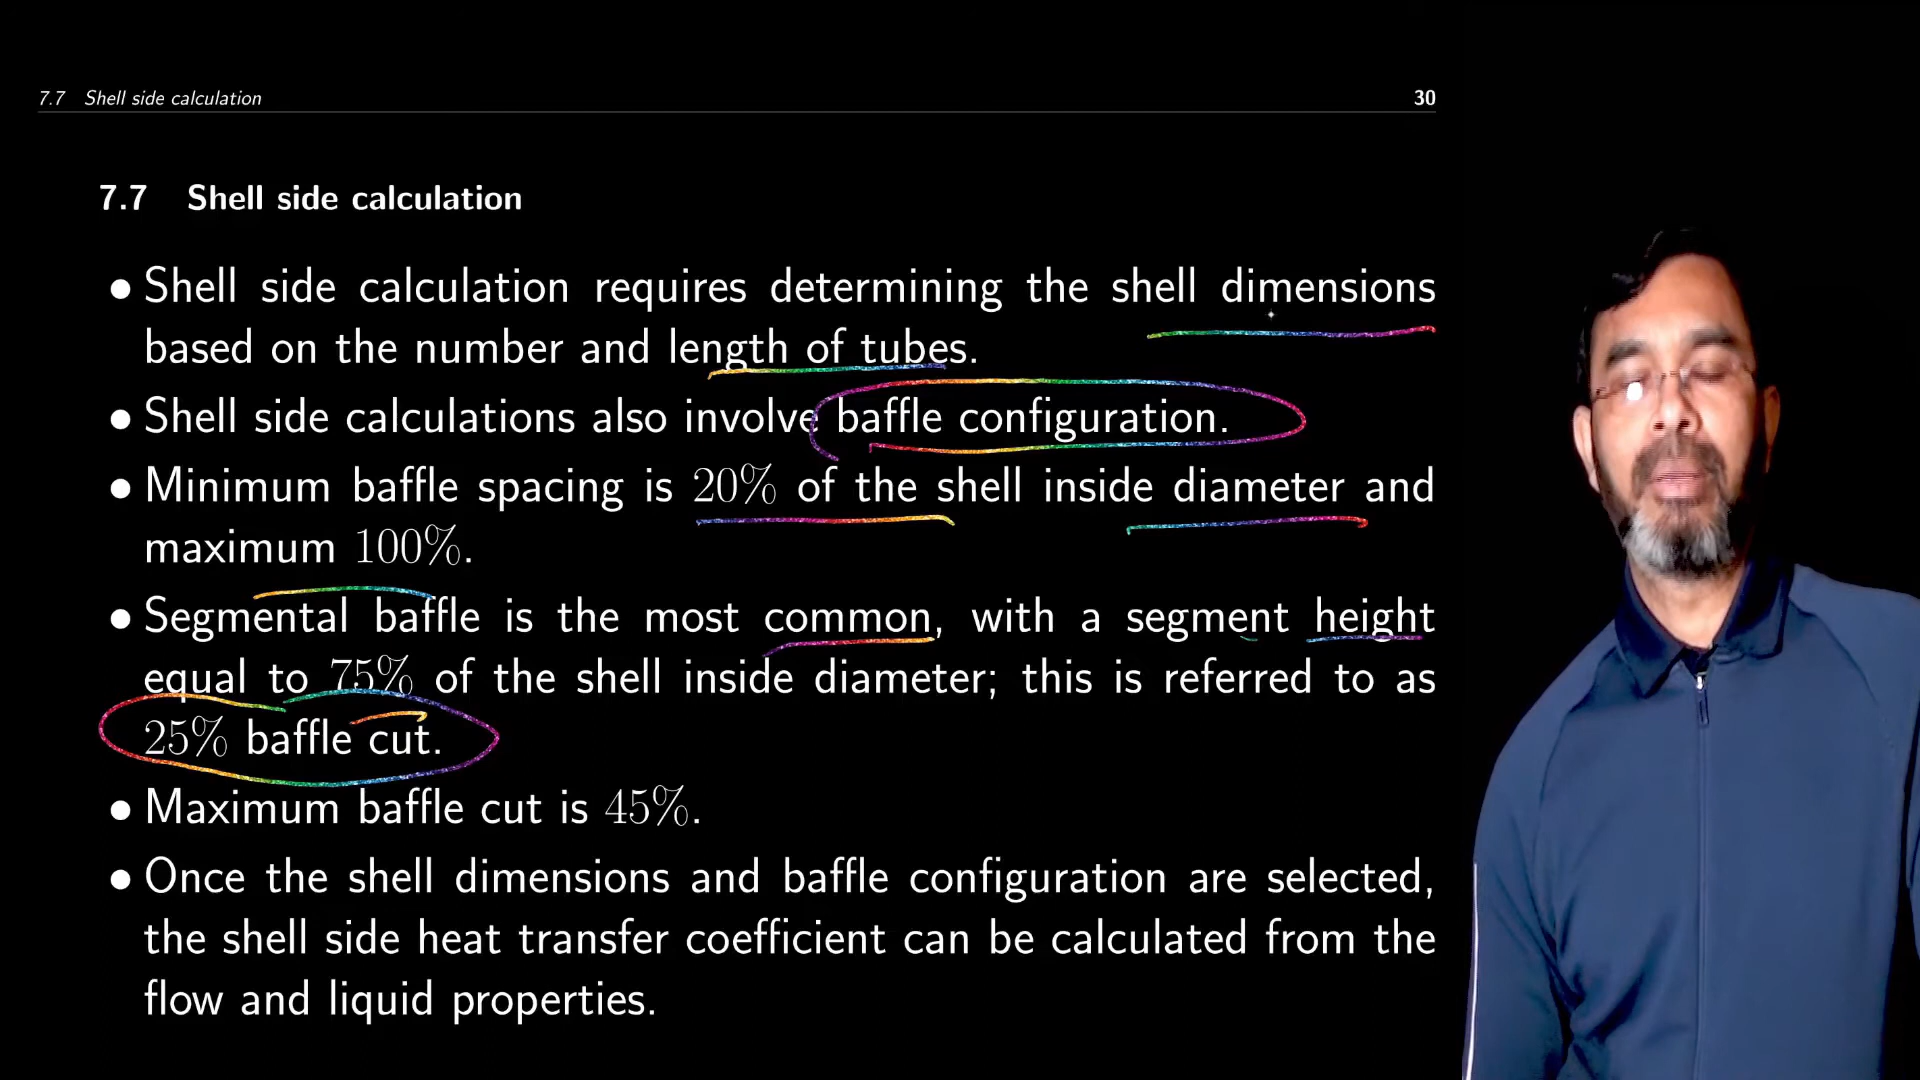 7.7 Shell side calculation 30
7.7 Shell side calculation
• Shell side calculation requires determining the shell dimensions
based on the number and length of tubes.
• Shell side calculations also involve baffle configuration.
• Minimum baffle spacing is 20% of the shell inside diameter and
maximum 100%.
• Segmental baffle is the most common, with a segment height
equal to 75% of the shell inside diameter; this is referred to as
25% baffle cut.
• Maximum baffle cut is 45%.
• Once the shell dimensions and baffle configuration are selected,
the shell side heat transfer coefficient can be calculated from the
flow and liquid properties.